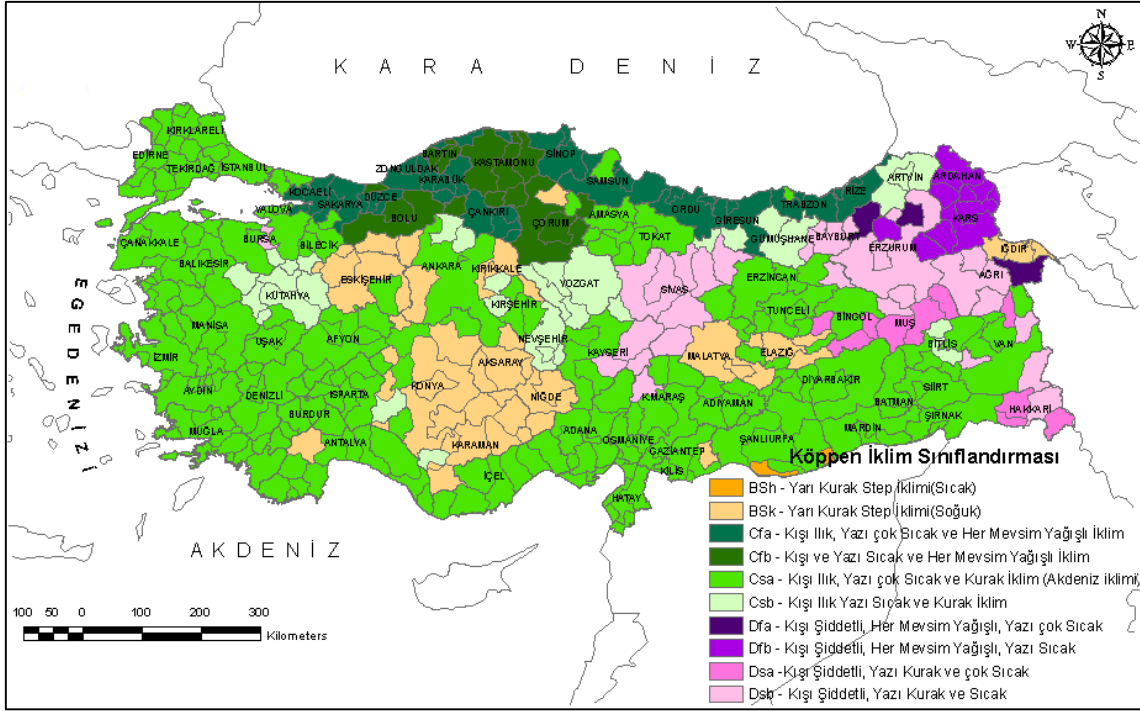 N
W E
S
KARA DENİZ
KIRKLARELİ
EDİRNE
TEKİRDAĞ
İSTANBUL
KOCAELİ
YALOVA
SAKARYA
DÜZCE
ZONGULDAK
BARTIN
KARABÜK
KASTAMONU
SİNOP
SAMSUN
BOLU
ÇANKIRI
ÇORUM
AMASYA
TOKAT
ORDU
GİRESUN
TRABZON
RİZE
ARTVİN
ARDAHAN
KARS
GÜMÜŞHANE
BAYBURT
ERZURUM
IĞDIR
AĞRI
ÇANAKKALE
BALIKESİR
BURSA
BİLECİK
ESKİŞEHİR
KÜTAHYA
ANKARA
KIRIKKALE
KIRŞEHİR
YOZGAT
SİVAS
ERZİNCAN
TUNCELİ
BİNGÖL
MUŞ
BİTLİS
VAN
EGE DENİZİ
MANİSA
İZMİR
UŞAK
AFYON
NEVŞEHİR
KAYSERİ
AKSARAY
KONYA
NİĞDE
MALATYA
ELAZIĞ
DİYARBAKIR
BATMAN
SİİRT
ŞIRNAK
HAKKARİ
AYDIN
DENİZLİ
ISPARTA
BURDUR
MUĞLA
ANTALYA
KARAMAN
İÇEL
ADANA
K.MARAŞ
ADIYAMAN
OSMANİYE
GAZİANTEP
KİLİS
ŞANLIURFA
MARDİN
HATAY
AKDENİZ
100 50 0 100 200 300
Kilometers
Köppen İklim Sınıflandırması
BSh - Yarı Kurak Step İklimi(Sıcak)
BSk - Yarı Kurak Step İklimi(Soğuk)
Cfa - Kışı Ilık, Yazı çok Sıcak ve Her Mevsim Yağışlı İklim
Cfb - Kışı ve Yazı Sıcak ve Her Mevsim Yağışlı İklim
Csa - Kışı Ilık, Yazı çok Sıcak ve Kurak İklim (Akdeniz iklimi)
Csb - Kışı Ilık Yazı Sıcak ve Kurak İklim
Dfa - Kışı Şiddetli, Her Mevsim Yağışlı, Yazı çok Sıcak
Dfb - Kışı Şiddetli, Her Mevsim Yağışlı, Yazı Sıcak
Dsa - Kışı Şiddetli, Yazı Kurak ve çok Sıcak
Dsb - Kışı Şiddetli, Yazı Kurak ve Sıcak